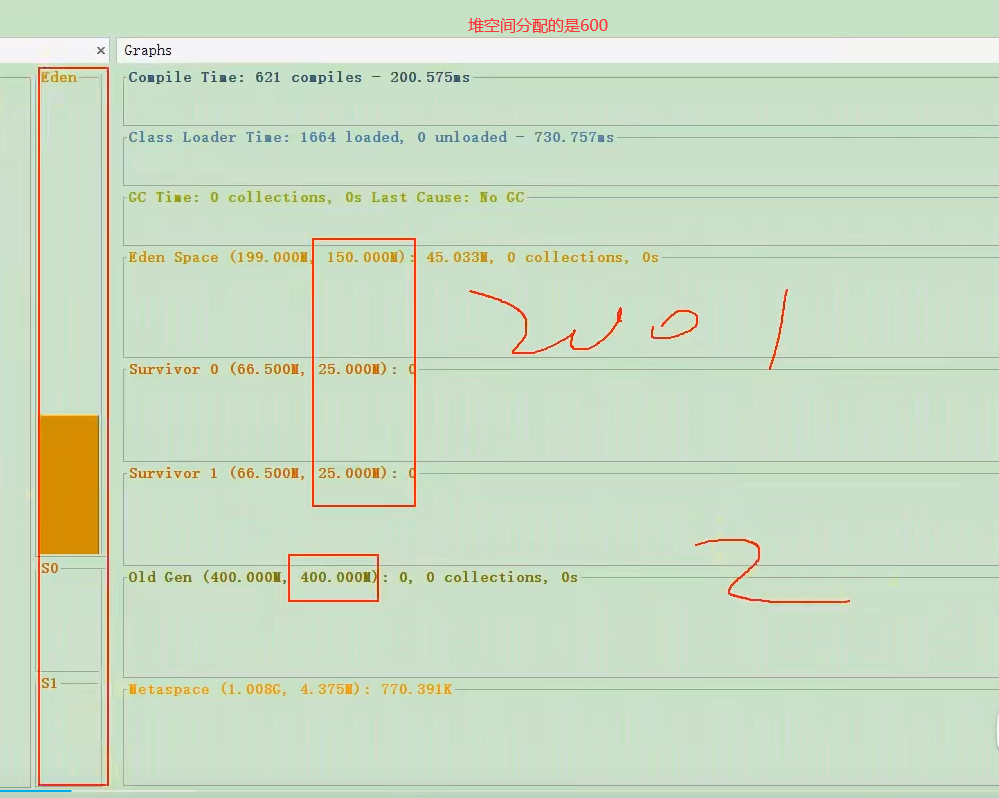 堆空间分配的是600
× Graphs
Eden
Compile Time: 621 compiles - 200.575ms
Class Loader Time: 1664 loaded, 0 unloaded - 730.757ms
GC Time: 0 collections, 0s Last Cause: No GC
Eden Space (199.000M, 150.000M): 45.033M, 0 collections, 0s
200 1
Survivor 0 (66.500M, 25.000M): 0
Survivor 1 (66.500M, 25.000M): 0
2
S0
Old Gen (400.000M, 400.000M): 0, 0 collections, 0s
S1
Metaspace (1.008G, 4.375M): 770.391K